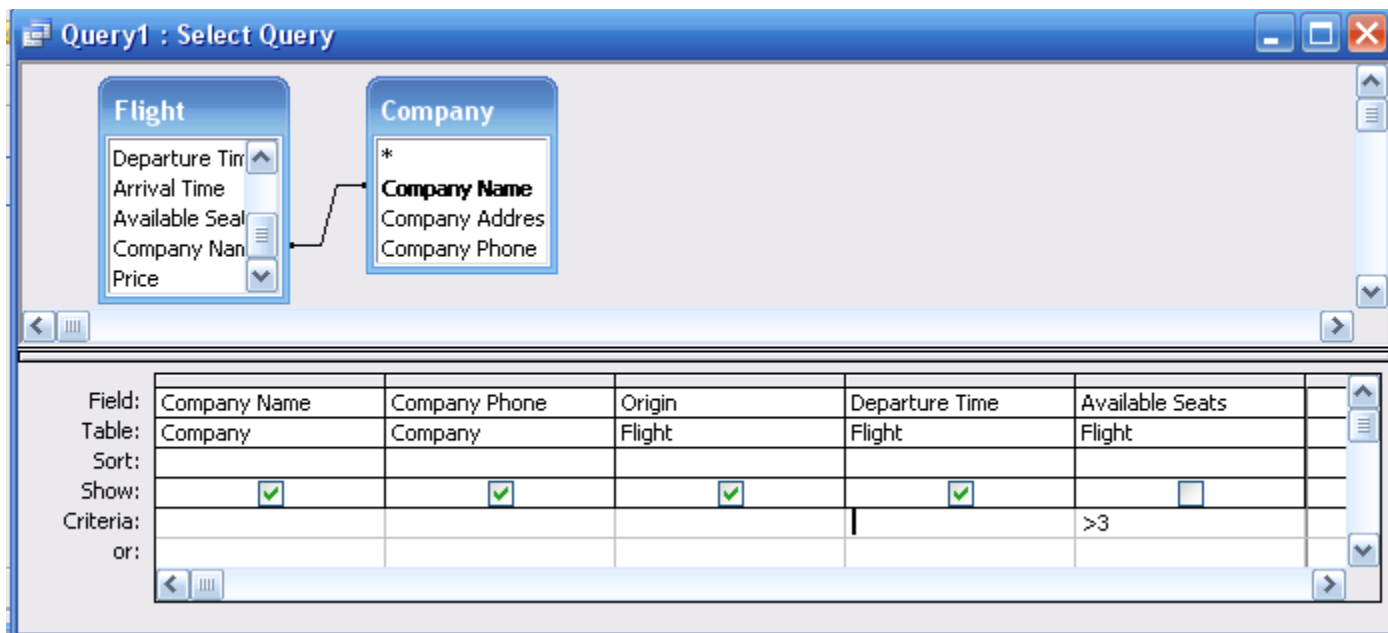 Query1 : Select Query
Flight
Departure Tim
Arrival Time
Available Seat
Company Nan
Price
Company
*
Company Name
Company Addres
Company Phone
Field: Company Name Company Phone Origin Departure Time Available Seats
Table: Company Company Flight Flight Flight
Sort:
Show:
Criteria: >3
or: